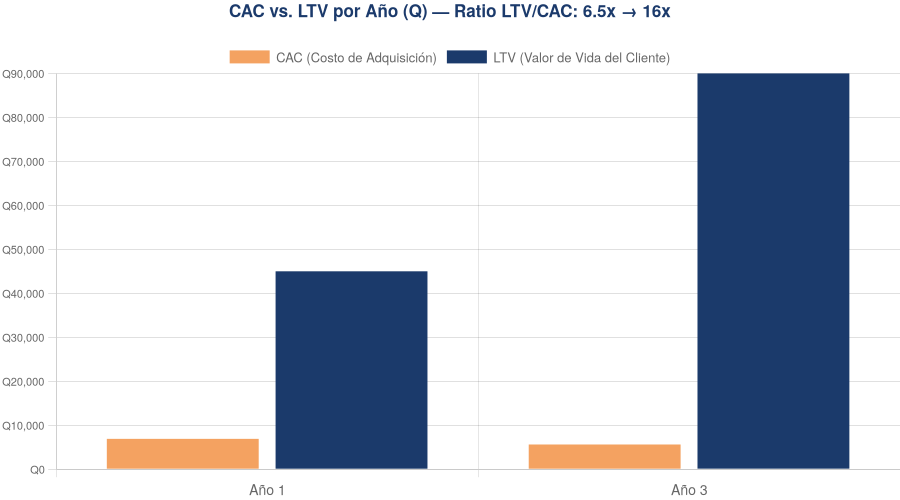 CAC vs. LTV por Año (Q) — Ratio LTV/CAC: 6.5x → 16x
CAC (Costo de Adquisición) LTV (Valor de Vida del Cliente)
Q90,000
Q80,000
Q70,000
Q60,000
Q50,000
Q40,000
Q30,000
Q20,000
Q10,000
Q0
Año 1 Año 3